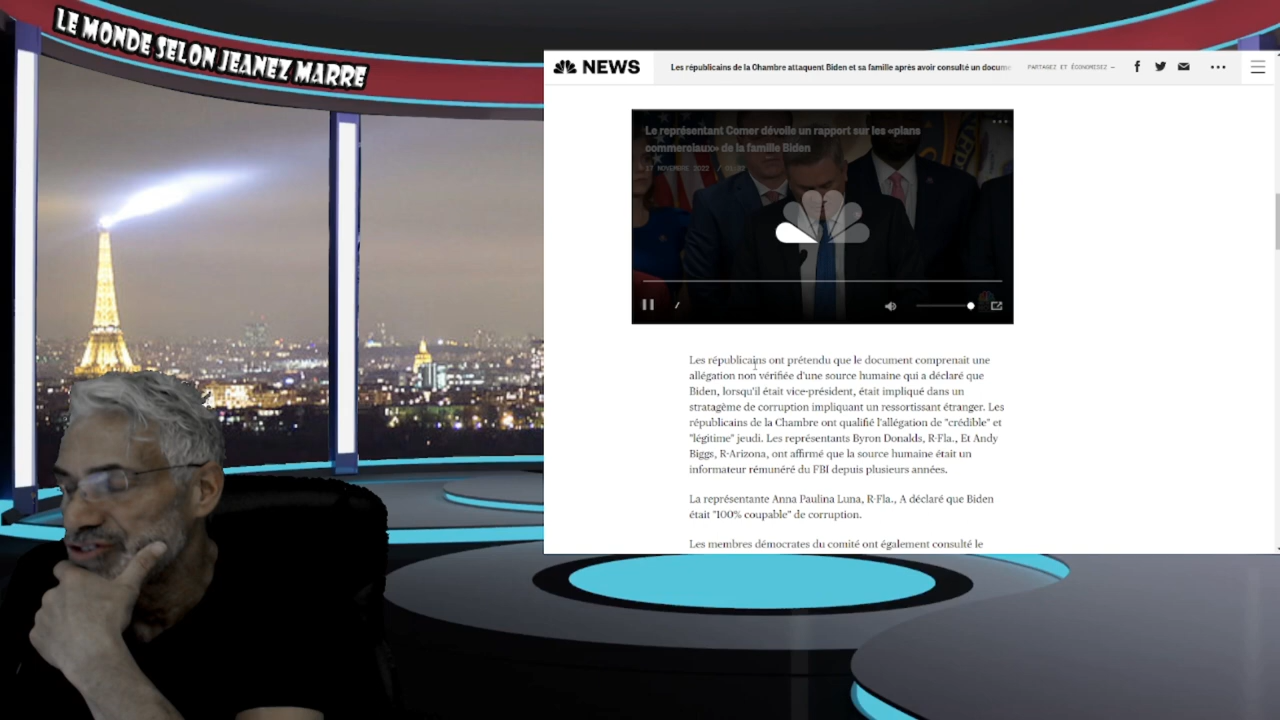 LE MONDE SELON JEANEZ MARRE
NEWS
Les républicains de la Chambre attaquent Biden et sa famille après avoir consulté un docume
PARTAGEZ ET ÉCONOMISEZ —
Le représentant Comer dévoile un rapport sur les «plans
commerciaux» de la famille Biden
17 NOVEMBRE 2022 /
Les républicains ont prétendu que le document comprenait une
allégation non vérifiée d'une source humaine qui a déclaré que
Biden, lorsqu'il était vice-président, était impliqué dans un
stratagème de corruption impliquant un ressortissant étranger. Les
républicains de la Chambre ont qualifié l'allégation de "crédible" et
"légitime" jeudi. Les représentants Byron Donalds, R-Fla., Et Andy
Biggs, R-Arizona, ont affirmé que la source humaine était un
informateur rémunéré du FBI depuis plusieurs années.
La représentante Anna Paulina Luna, R-Fla., A déclaré que Biden
était "100% coupable" de corruption.
Les membres démocrates du comité ont également consulté le